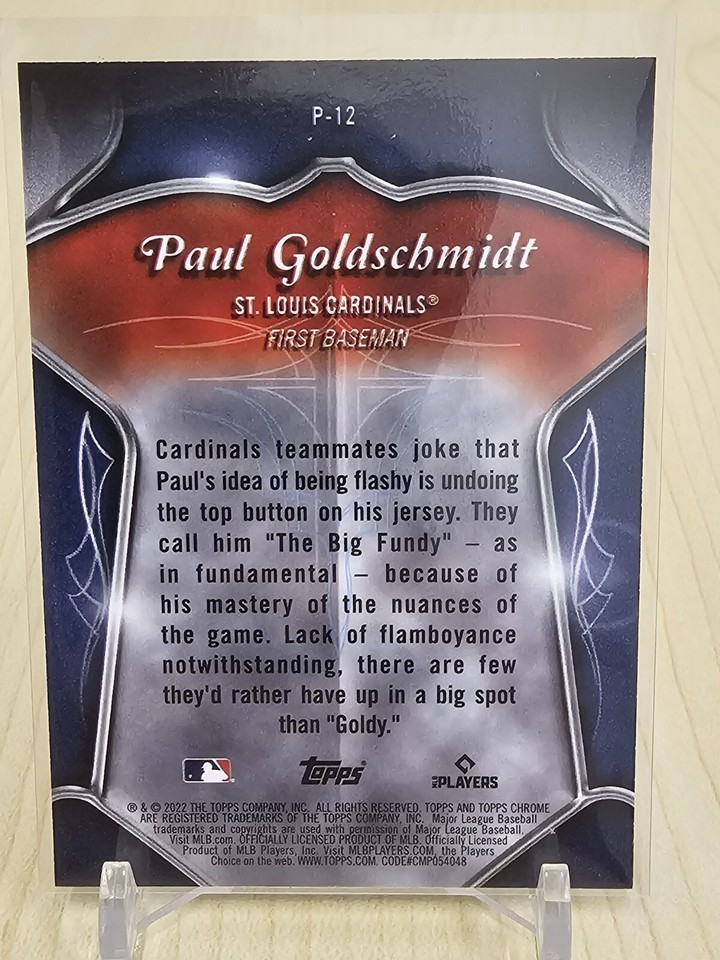 P-12
Paul Goldschmidt
ST. LOUIS CARDINALS®
FIRST BASEMAN
Cardinals teammates joke that
Paul's idea of being flashy is undoing
the top button on his jersey. They
call him "The Big Fundy" – as
in fundamental – because of
his mastery of the nuances of
the game. Lack of flamboyance
notwithstanding, there are few
they'd rather have up in a big spot
than "Goldy."
topps
MLB PLAYERS
® & © 2022 THE TOPPS COMPANY, INC. ALL RIGHTS RESERVED. TOPPS AND TOPPS CHROME
ARE REGISTERED TRADEMARKS OF THE TOPPS COMPANY, INC. Major League Baseball
trademarks and copyrights are used with permission of Major League Baseball.
Visit MLB.com. OFFICIALLY LICENSED PRODUCT OF MLB. Officially Licensed
Product of MLB Players, Inc. Visit MLBPLAYERS.COM, the Players
Choice on the web. WWW.TOPPS.COM. CODE#CMP054048